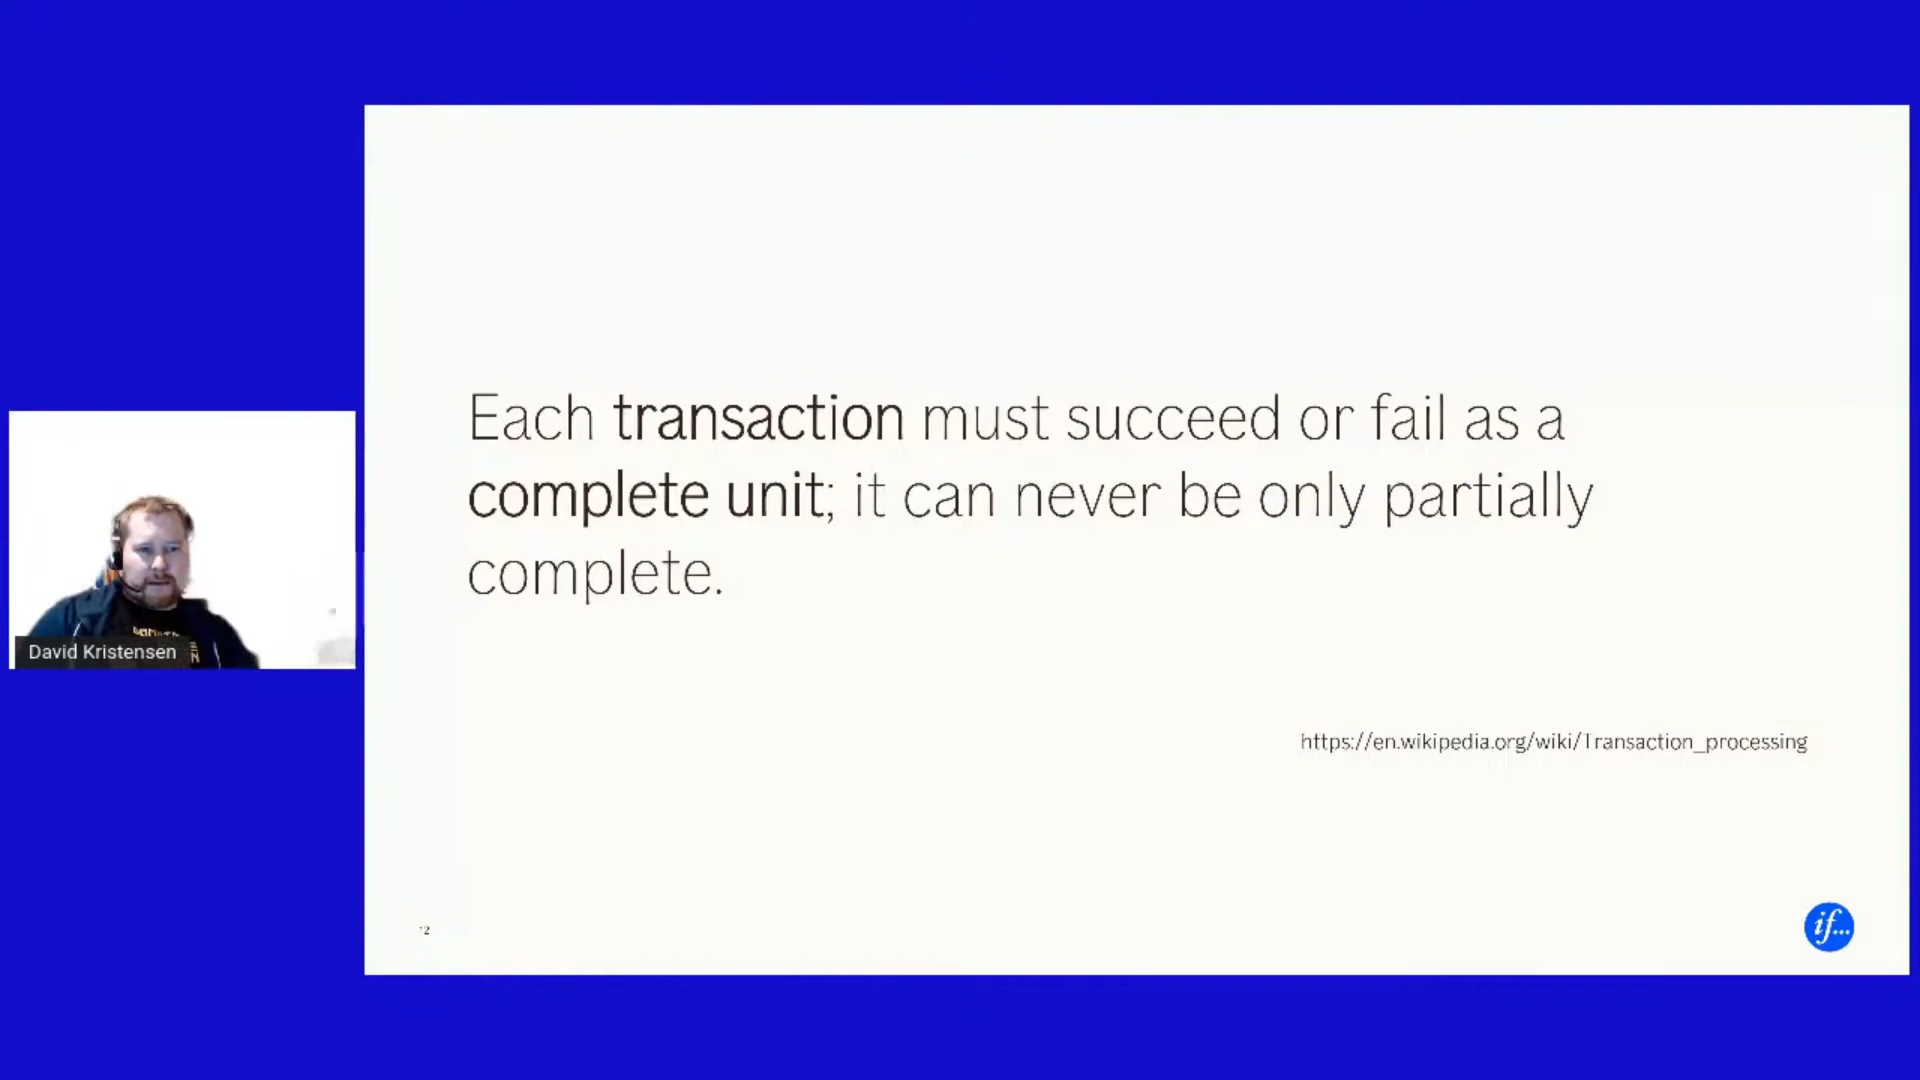 Each transaction must succeed or fail as a
complete unit; it can never be only partially
complete.
David Kristensen
https://en.wikipedia.org/wiki/Transaction_processing
12
if...